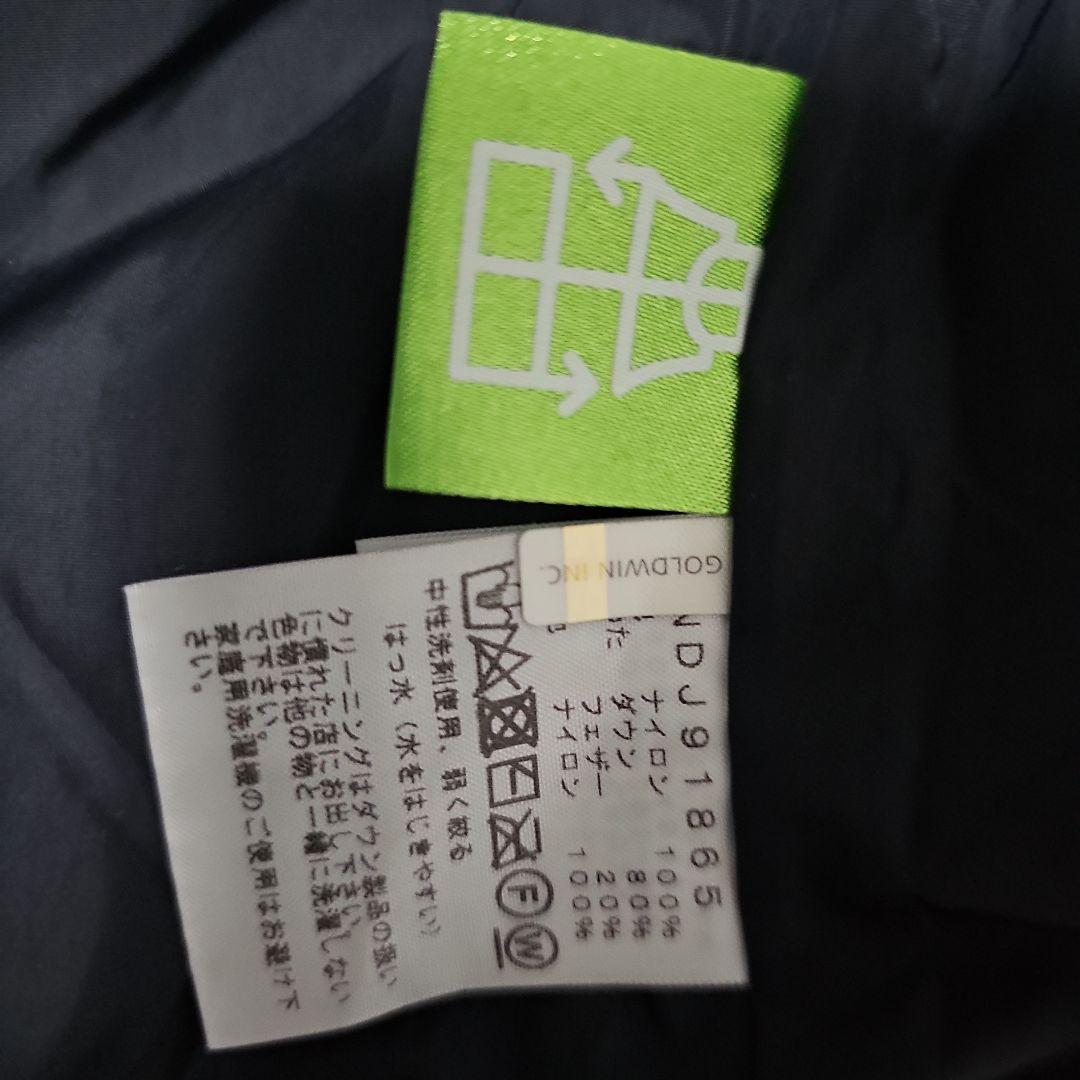 GOLDWIN INC.
NDJ91865
ナイロン 100%
た ダウン 80%
フェザー 20%
ナイロン 100%
F W
中性洗剤使用、弱く絞る
はつ水（水をはじきやすい）
クリーニングはダウン製品の扱い
に慣れた店にお出し下さい。
色物は他の物と一緒に洗濯しない
で下さい。
家庭用洗濯機のご使用はお避け下
さい。